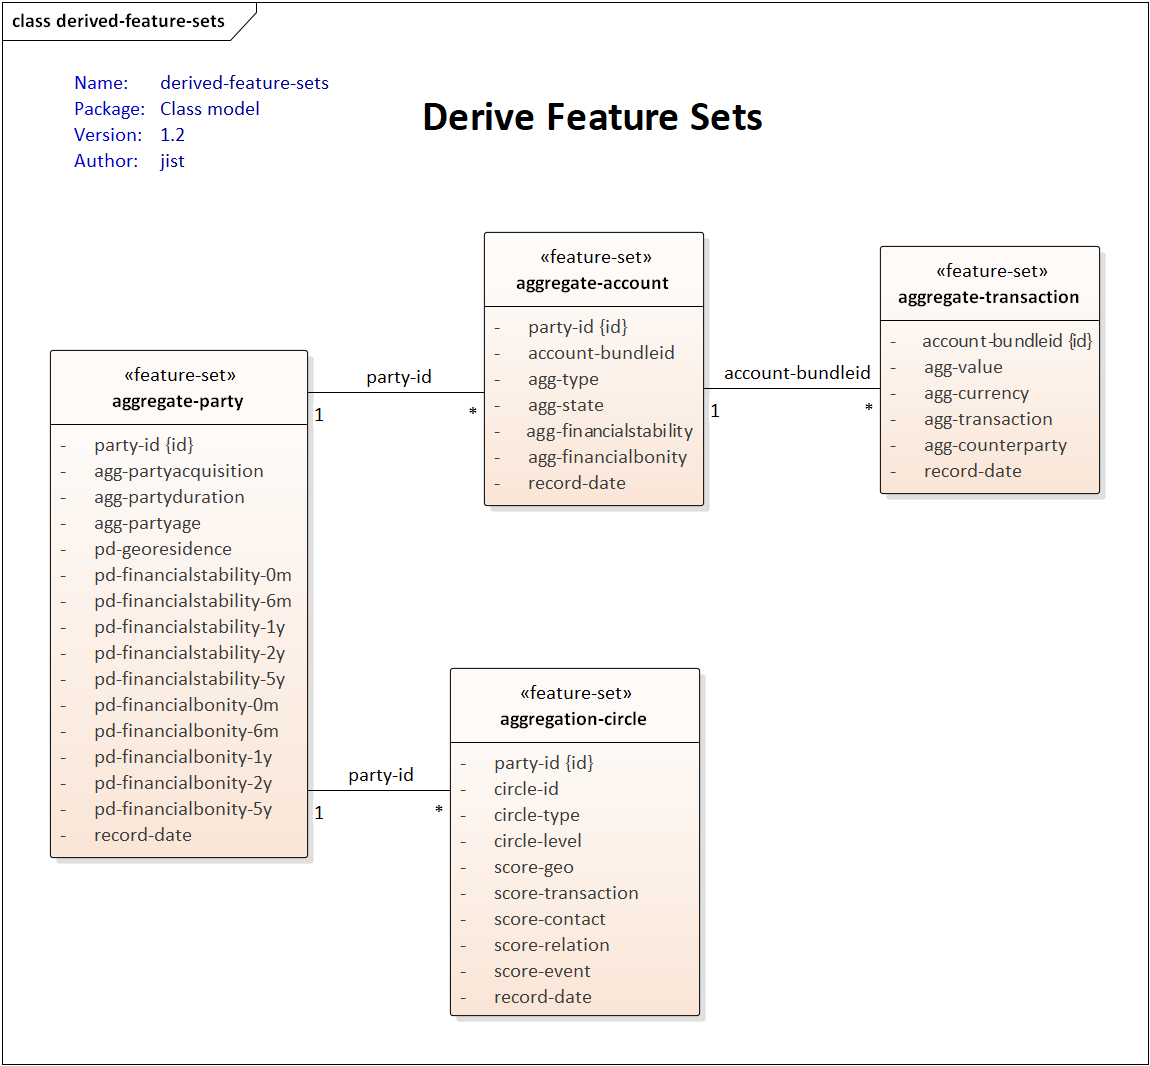 class derived-feature-sets
Name: derived-feature-sets
Package: Class model
Version: 1.2
Author: jist
Derive Feature Sets
«feature-set»
aggregate-party
- party-id {id}
- agg-partyacquisition
- agg-partyduration
- agg-partyage
- pd-georesidence
- pd-financialstability-0m
- pd-financialstability-6m
- pd-financialstability-1y
- pd-financialstability-2y
- pd-financialstability-5y
- pd-financialbonity-0m
- pd-financialbonity-6m
- pd-financialbonity-1y
- pd-financialbonity-2y
- pd-financialbonity-5y
- record-date
party-id
1 *
«feature-set»
aggregate-account
- party-id {id}
- account-bundleid
- agg-type
- agg-state
- agg-financialstability
- agg-financialbonity
- record-date
account-bundleid
1 *
«feature-set»
aggregate-transaction
- account-bundleid {id}
- agg-value
- agg-currency
- agg-transaction
- agg-counterparty
- record-date
party-id
1 *
«feature-set»
aggregation-circle
- party-id {id}
- circle-id
- circle-type
- circle-level
- score-geo
- score-transaction
- score-contact
- score-relation
- score-event
- record-date